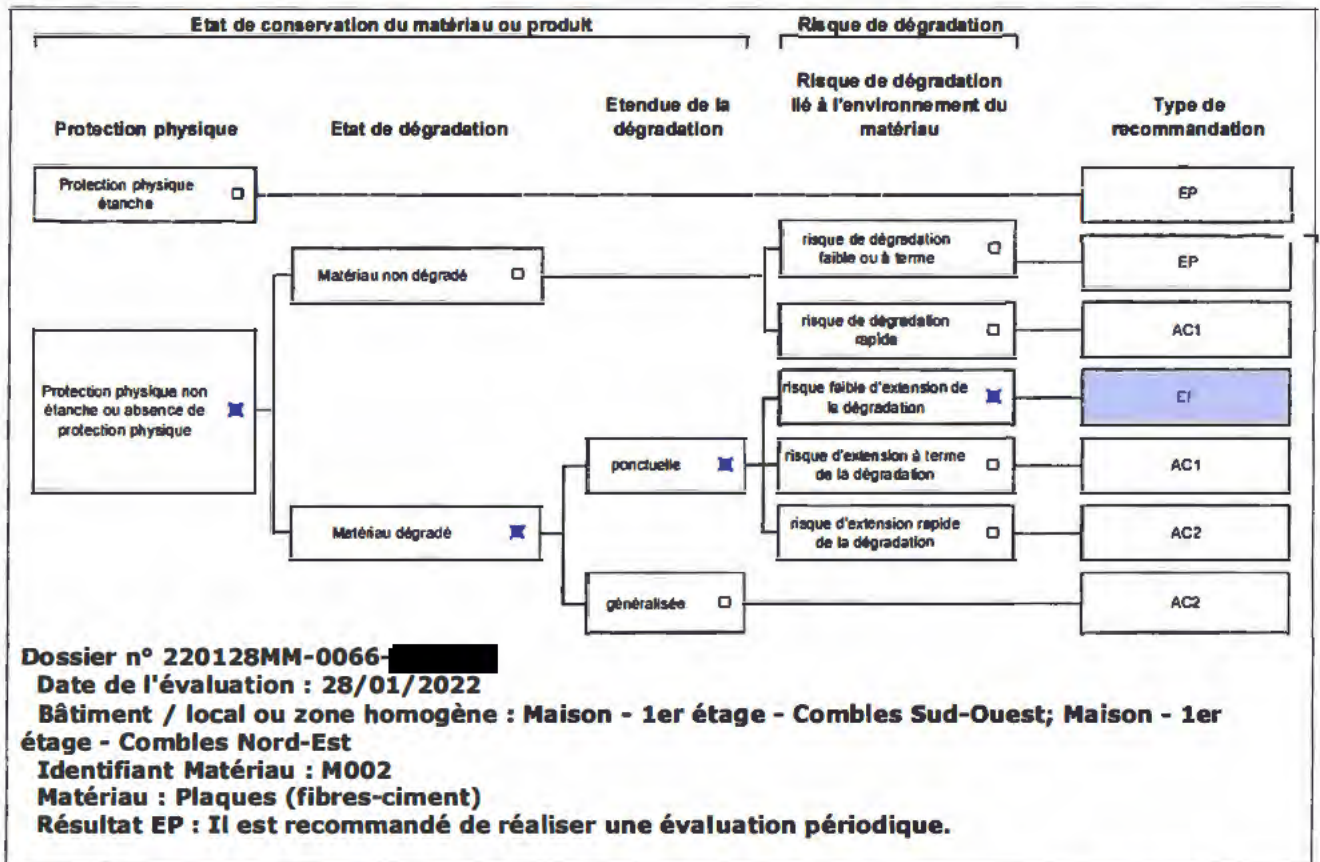 Etat de conservation du matériau ou produit
Risque de dégradation
Protection physique
Etat de dégradation
Etendue de la
dégradation
Risque de dégradation
lié à l'environnement du
matériau
Type de
recommandation
Protection physique
étanche
EP
risque de dégradation
faible ou à terme
EP
Matériau non dégradé
risque de dégradation
rapide
AC1
Protection physique non
étanche ou absence de
protection physique
risque faible d'extension de
la dégradation
ponctuelle
risque d'extension à terme
de la dégradation
AC1
Matériau dégradé
risque d'extension rapide
de la dégradation
AC2
généralisée
AC2
Dossier n° 220128MM-0066-
Date de l'évaluation : 28/01/2022
Bâtiment / local ou zone homogène : Maison - 1er étage - Combles Sud-Ouest; Maison - 1er
étage - Combles Nord-Est
Identifiant Matériau : M002
Matériau : Plaques (fibres-ciment)
Résultat EP : Il est recommandé de réaliser une évaluation périodique.